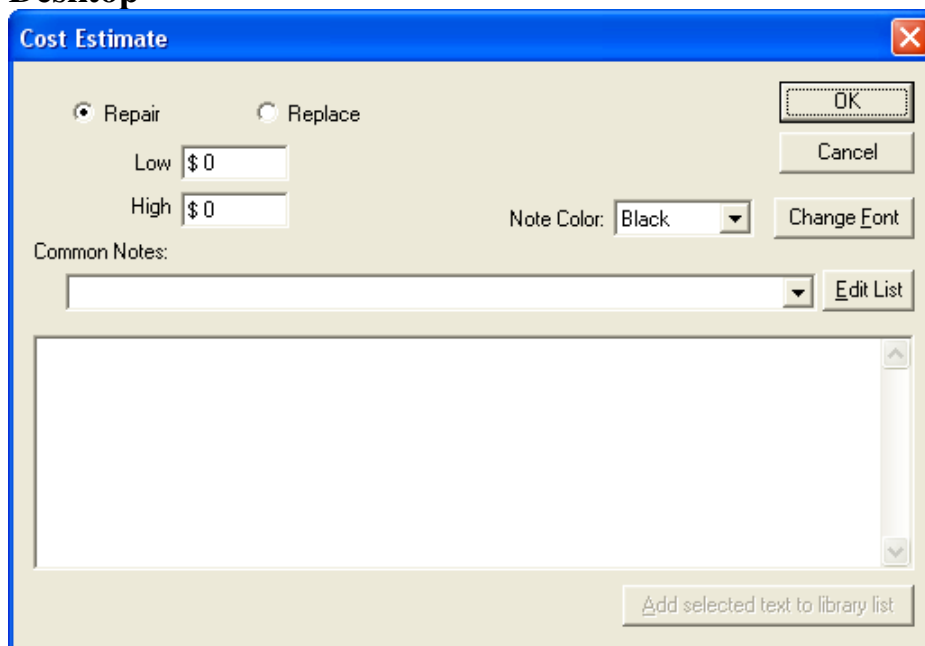 Desktop
Cost Estimate
Repair Replace OK
Low $ 0 Cancel
High $ 0 Note Color: Black Change Font
Common Notes:
Edit List
Add selected text to library list